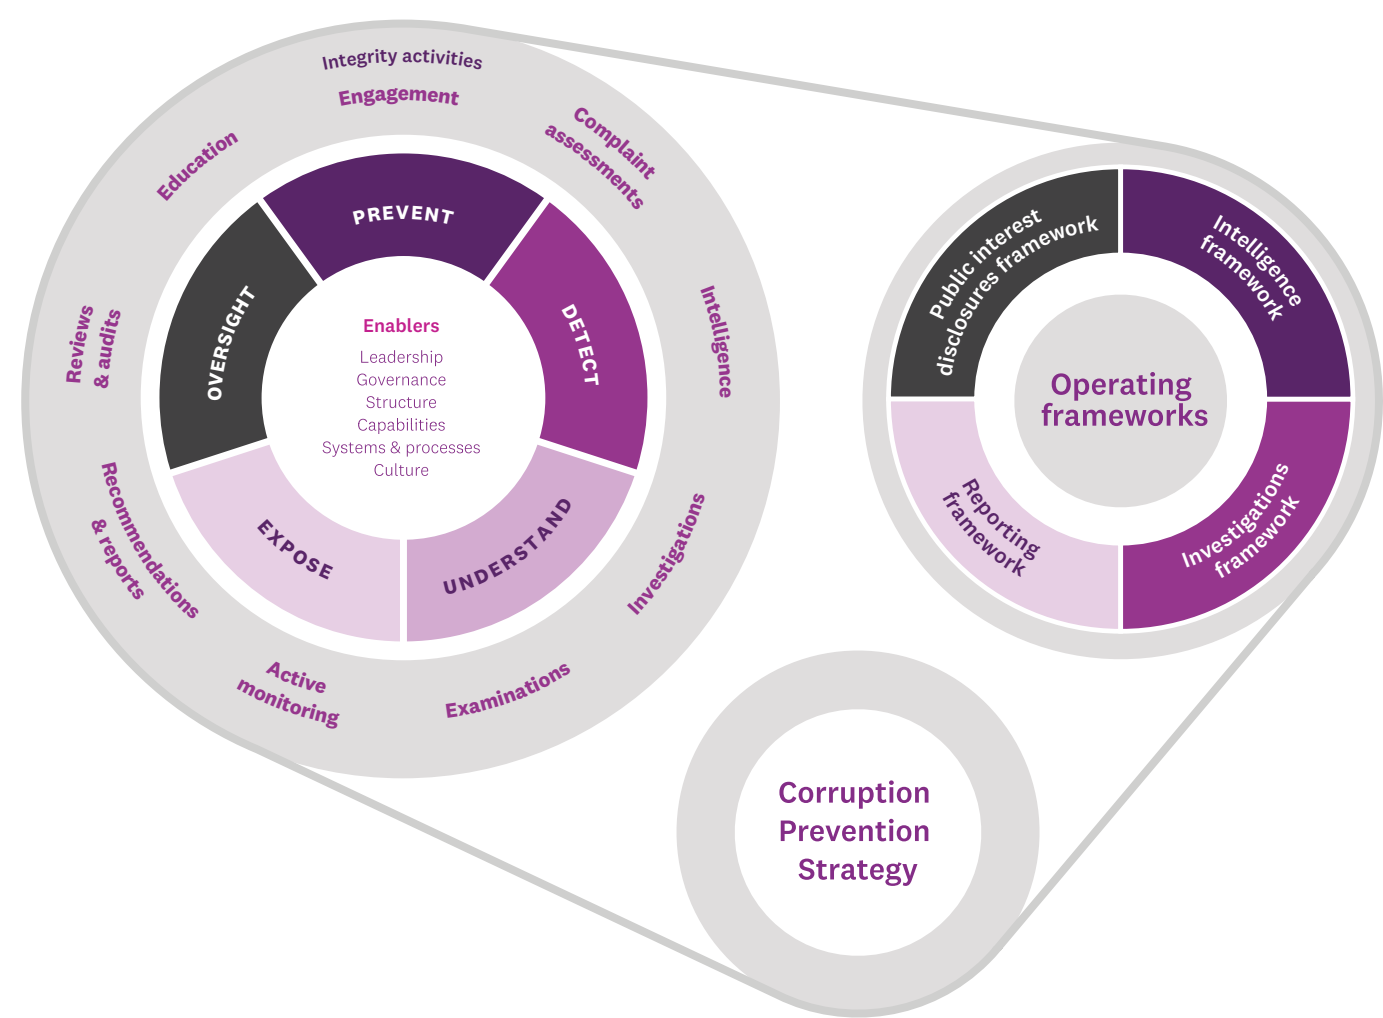 Integrity activities
Engagement
Complaint
assessments
Intelligence
Investigations
Examinations
Active
monitoring
Recommendations
& reports
Reviews
& audits
Education
PREVENT
DETECT
UNDERSTAND
EXPOSE
OVERSIGHT
Enablers
Leadership
Governance
Structure
Capabilities
Systems & processes
Culture
Public interest
disclosures framework
Intelligence
framework
Investigations
framework
Reporting
framework
Operating
frameworks
Corruption
Prevention
Strategy